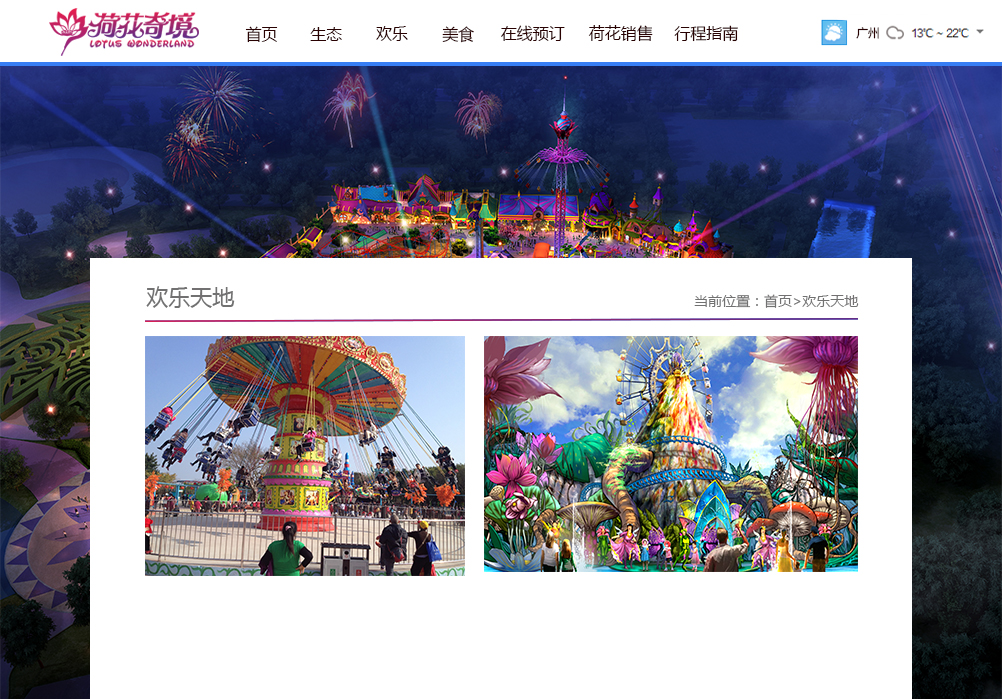 荷花奇境
LOTUS WONDERLAND
首页 生态 欢乐 美食 在线预订 荷花销售 行程指南
广州 13℃ ~ 22℃
欢乐天地
当前位置：首页>欢乐天地